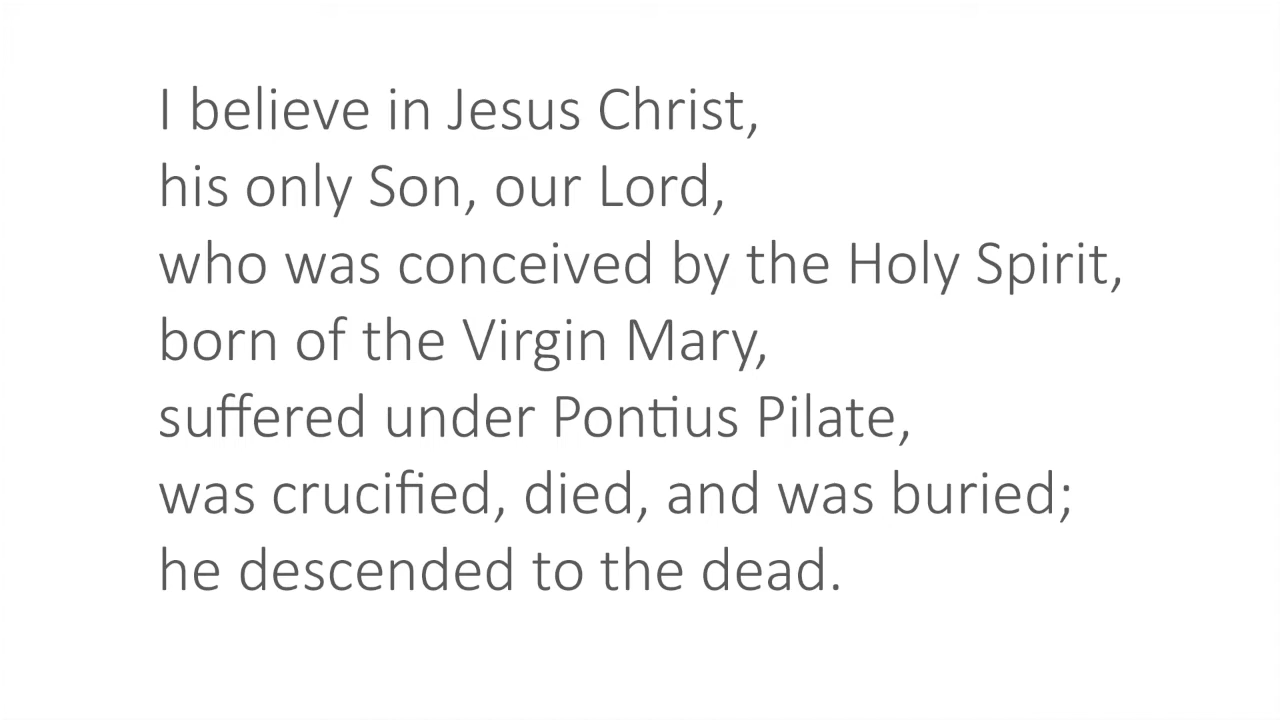 I believe in Jesus Christ,
his only Son, our Lord,
who was conceived by the Holy Spirit,
born of the Virgin Mary,
suffered under Pontius Pilate,
was crucified, died, and was buried;
he descended to the dead.